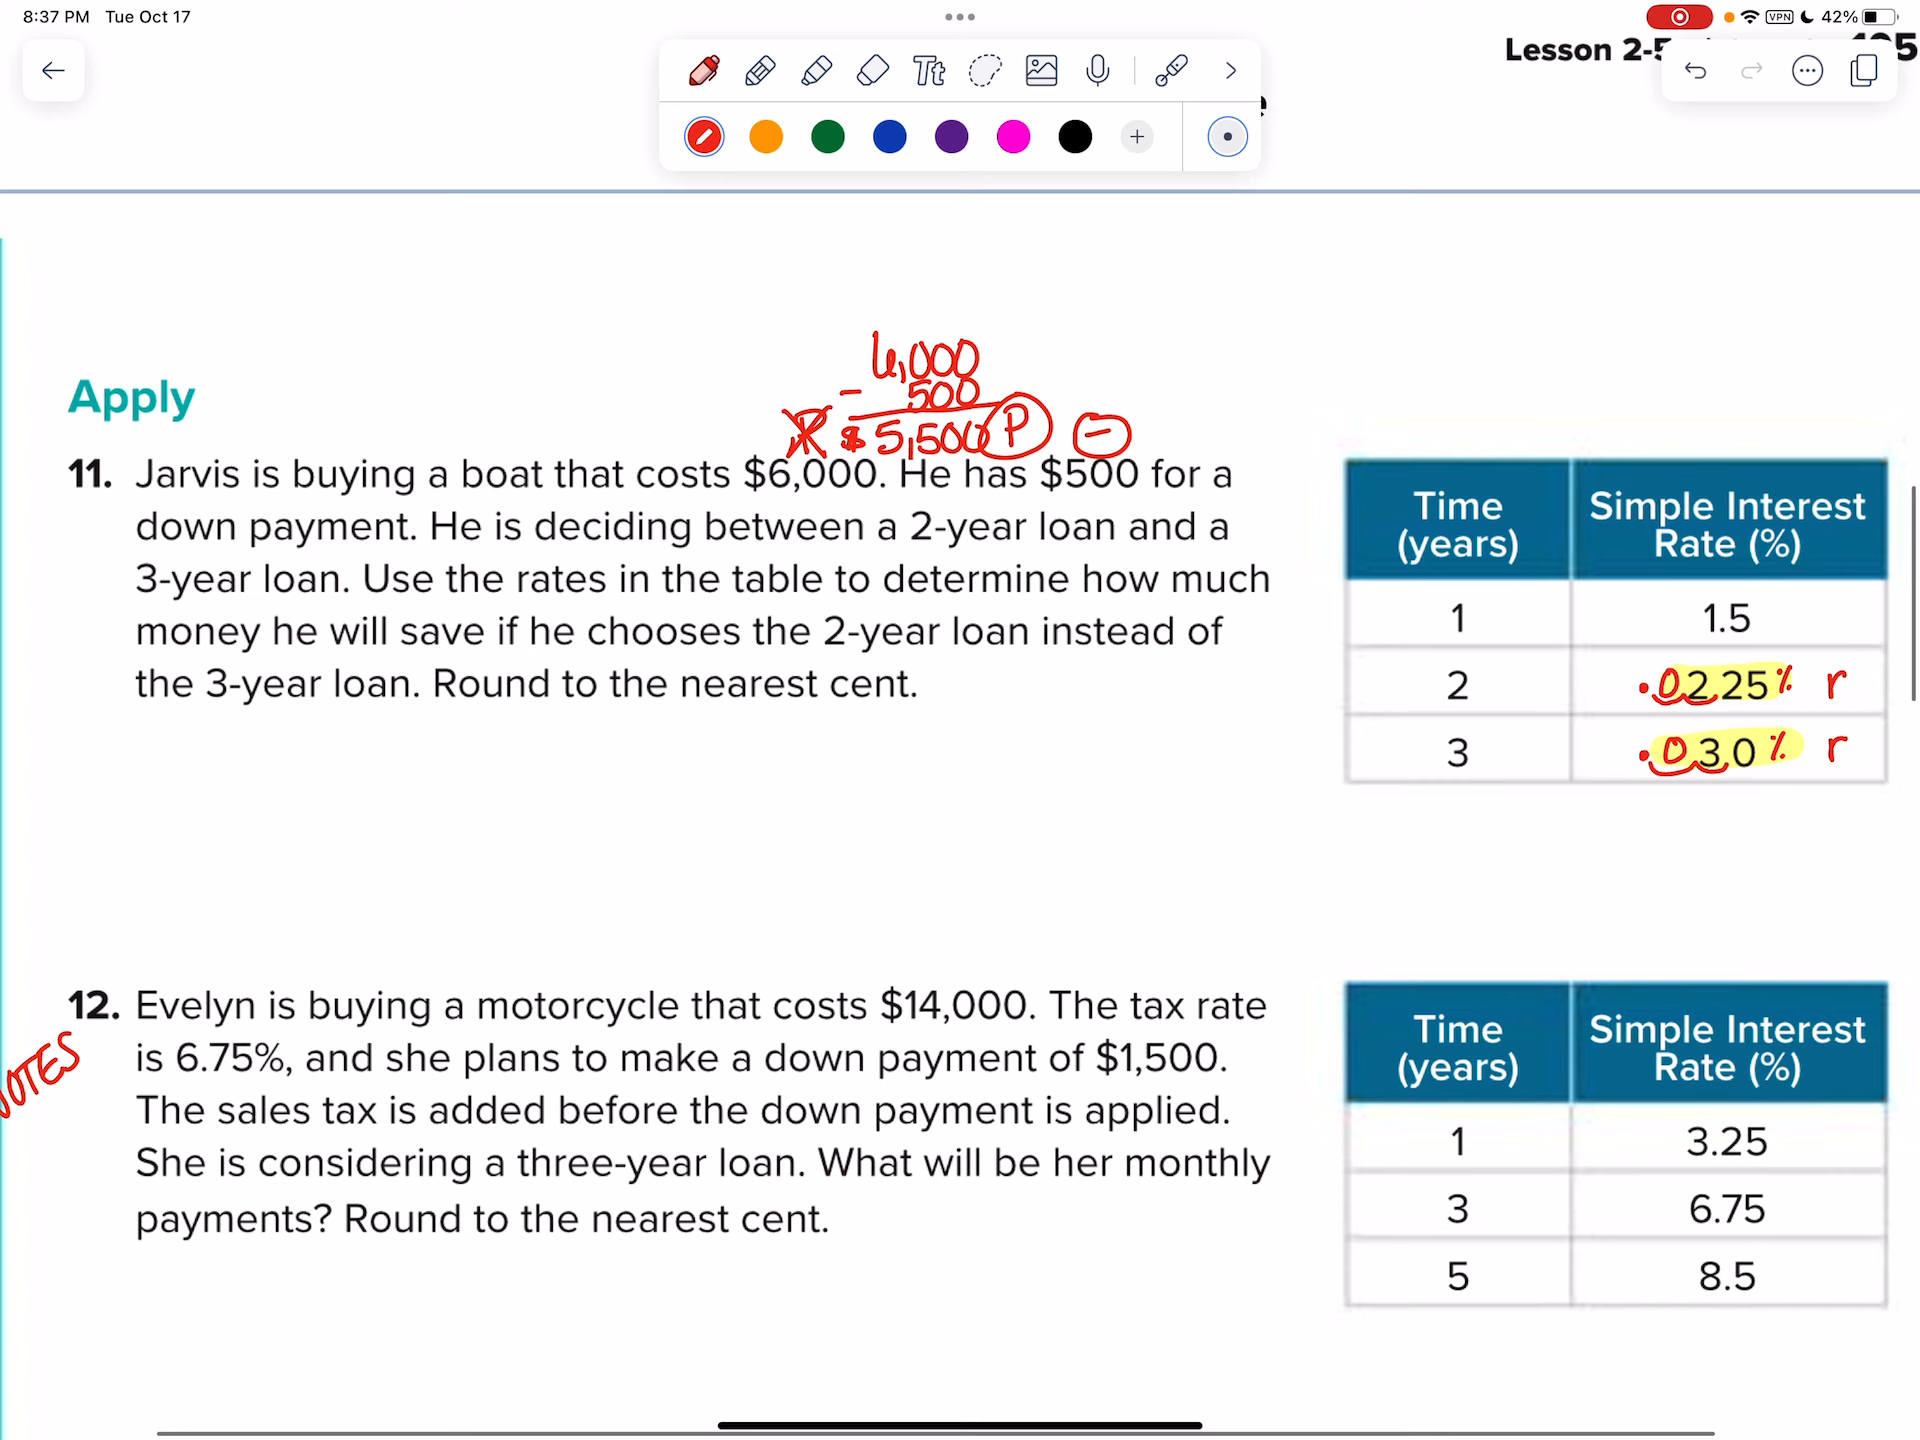 8:37 PM Tue Oct 17
VPN 42%
Tt
Apply
6,000
- 500
$5,500 P -
11. Jarvis is buying a boat that costs $6,000. He has $500 for a
down payment. He is deciding between a 2-year loan and a
3-year loan. Use the rates in the table to determine how much
money he will save if he chooses the 2-year loan instead of
the 3-year loan. Round to the nearest cent.
Time (years) Simple Interest Rate (%)
1 1.5
2 .02.25% r
3 .03.0% r
12. Evelyn is buying a motorcycle that costs $14,000. The tax rate
is 6.75%, and she plans to make a down payment of $1,500.
The sales tax is added before the down payment is applied.
She is considering a three-year loan. What will be her monthly
payments? Round to the nearest cent.
Time (years) Simple Interest Rate (%)
1 3.25
3 6.75
5 8.5